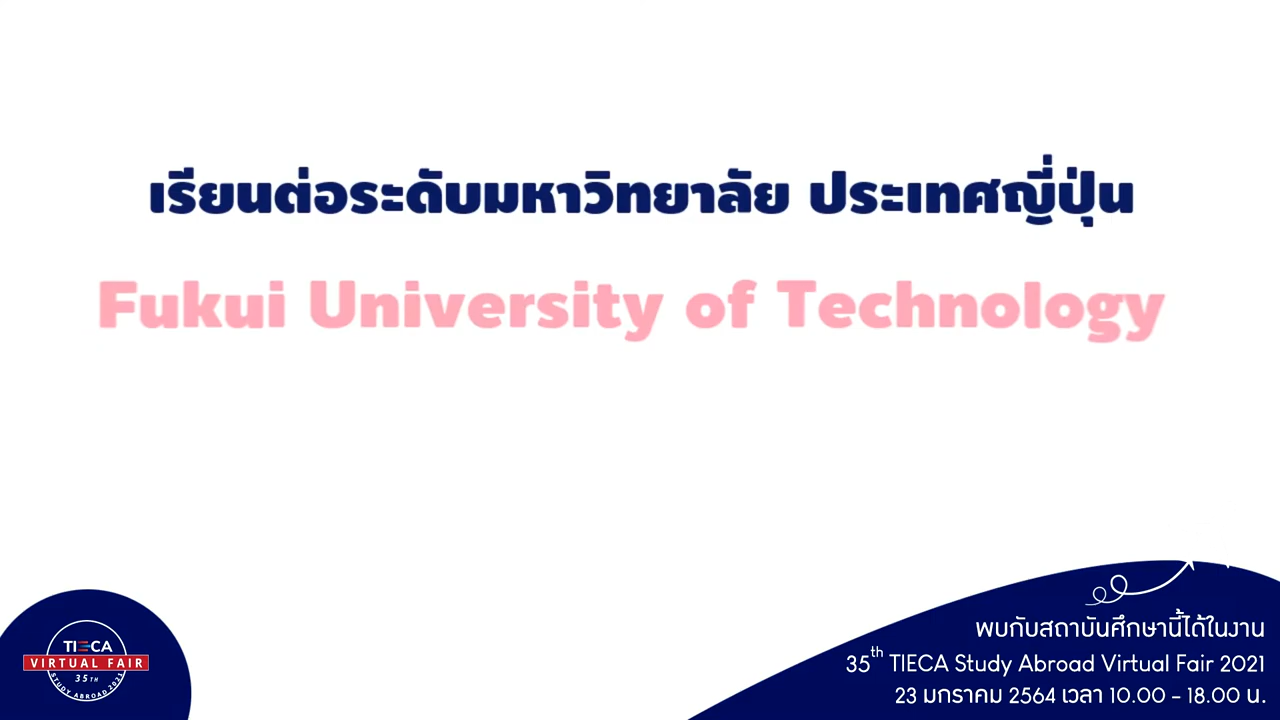 เรียนต่อระดับมหาวิทยาลัย ประเทศญี่ปุ่น
Fukui University of Technology
TIECA
VIRTUAL FAIR
35TH
STUDY ABROAD 2021
พบกับสถาบันศึกษานี้ได้ในงาน
35th TIECA Study Abroad Virtual Fair 2021
23 มกราคม 2564 เวลา 10.00 - 18.00 น.